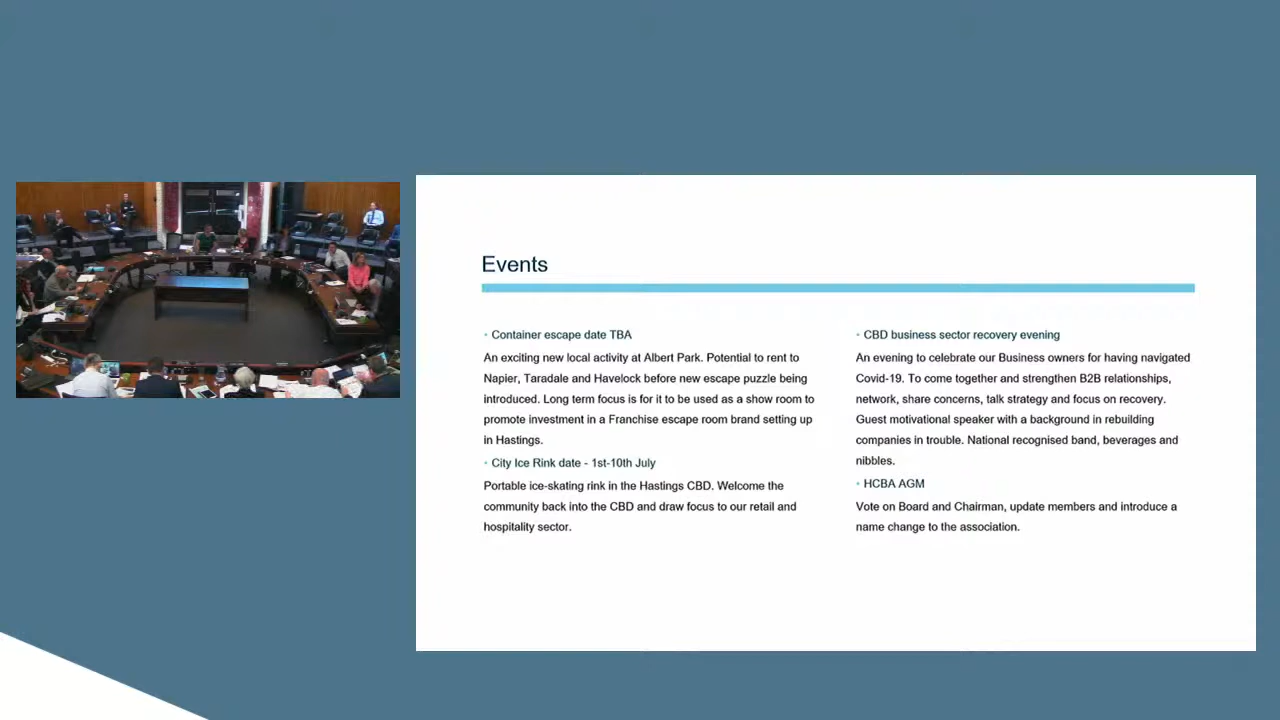 Events
• Container escape date TBA
An exciting new local activity at Albert Park. Potential to rent to
Napier, Taradale and Havelock before new escape puzzle being
introduced. Long term focus is for it to be used as a show room to
promote investment in a Franchise escape room brand setting up
in Hastings.
• City Ice Rink date - 1st-10th July
Portable ice-skating rink in the Hastings CBD. Welcome the
community back into the CBD and draw focus to our retail and
hospitality sector.
• CBD business sector recovery evening
An evening to celebrate our Business owners for having navigated
Covid-19. To come together and strengthen B2B relationships,
network, share concerns, talk strategy and focus on recovery.
Guest motivational speaker with a background in rebuilding
companies in trouble. National recognised band, beverages and
nibbles.
• HCBA AGM
Vote on Board and Chairman, update members and introduce a
name change to the association.